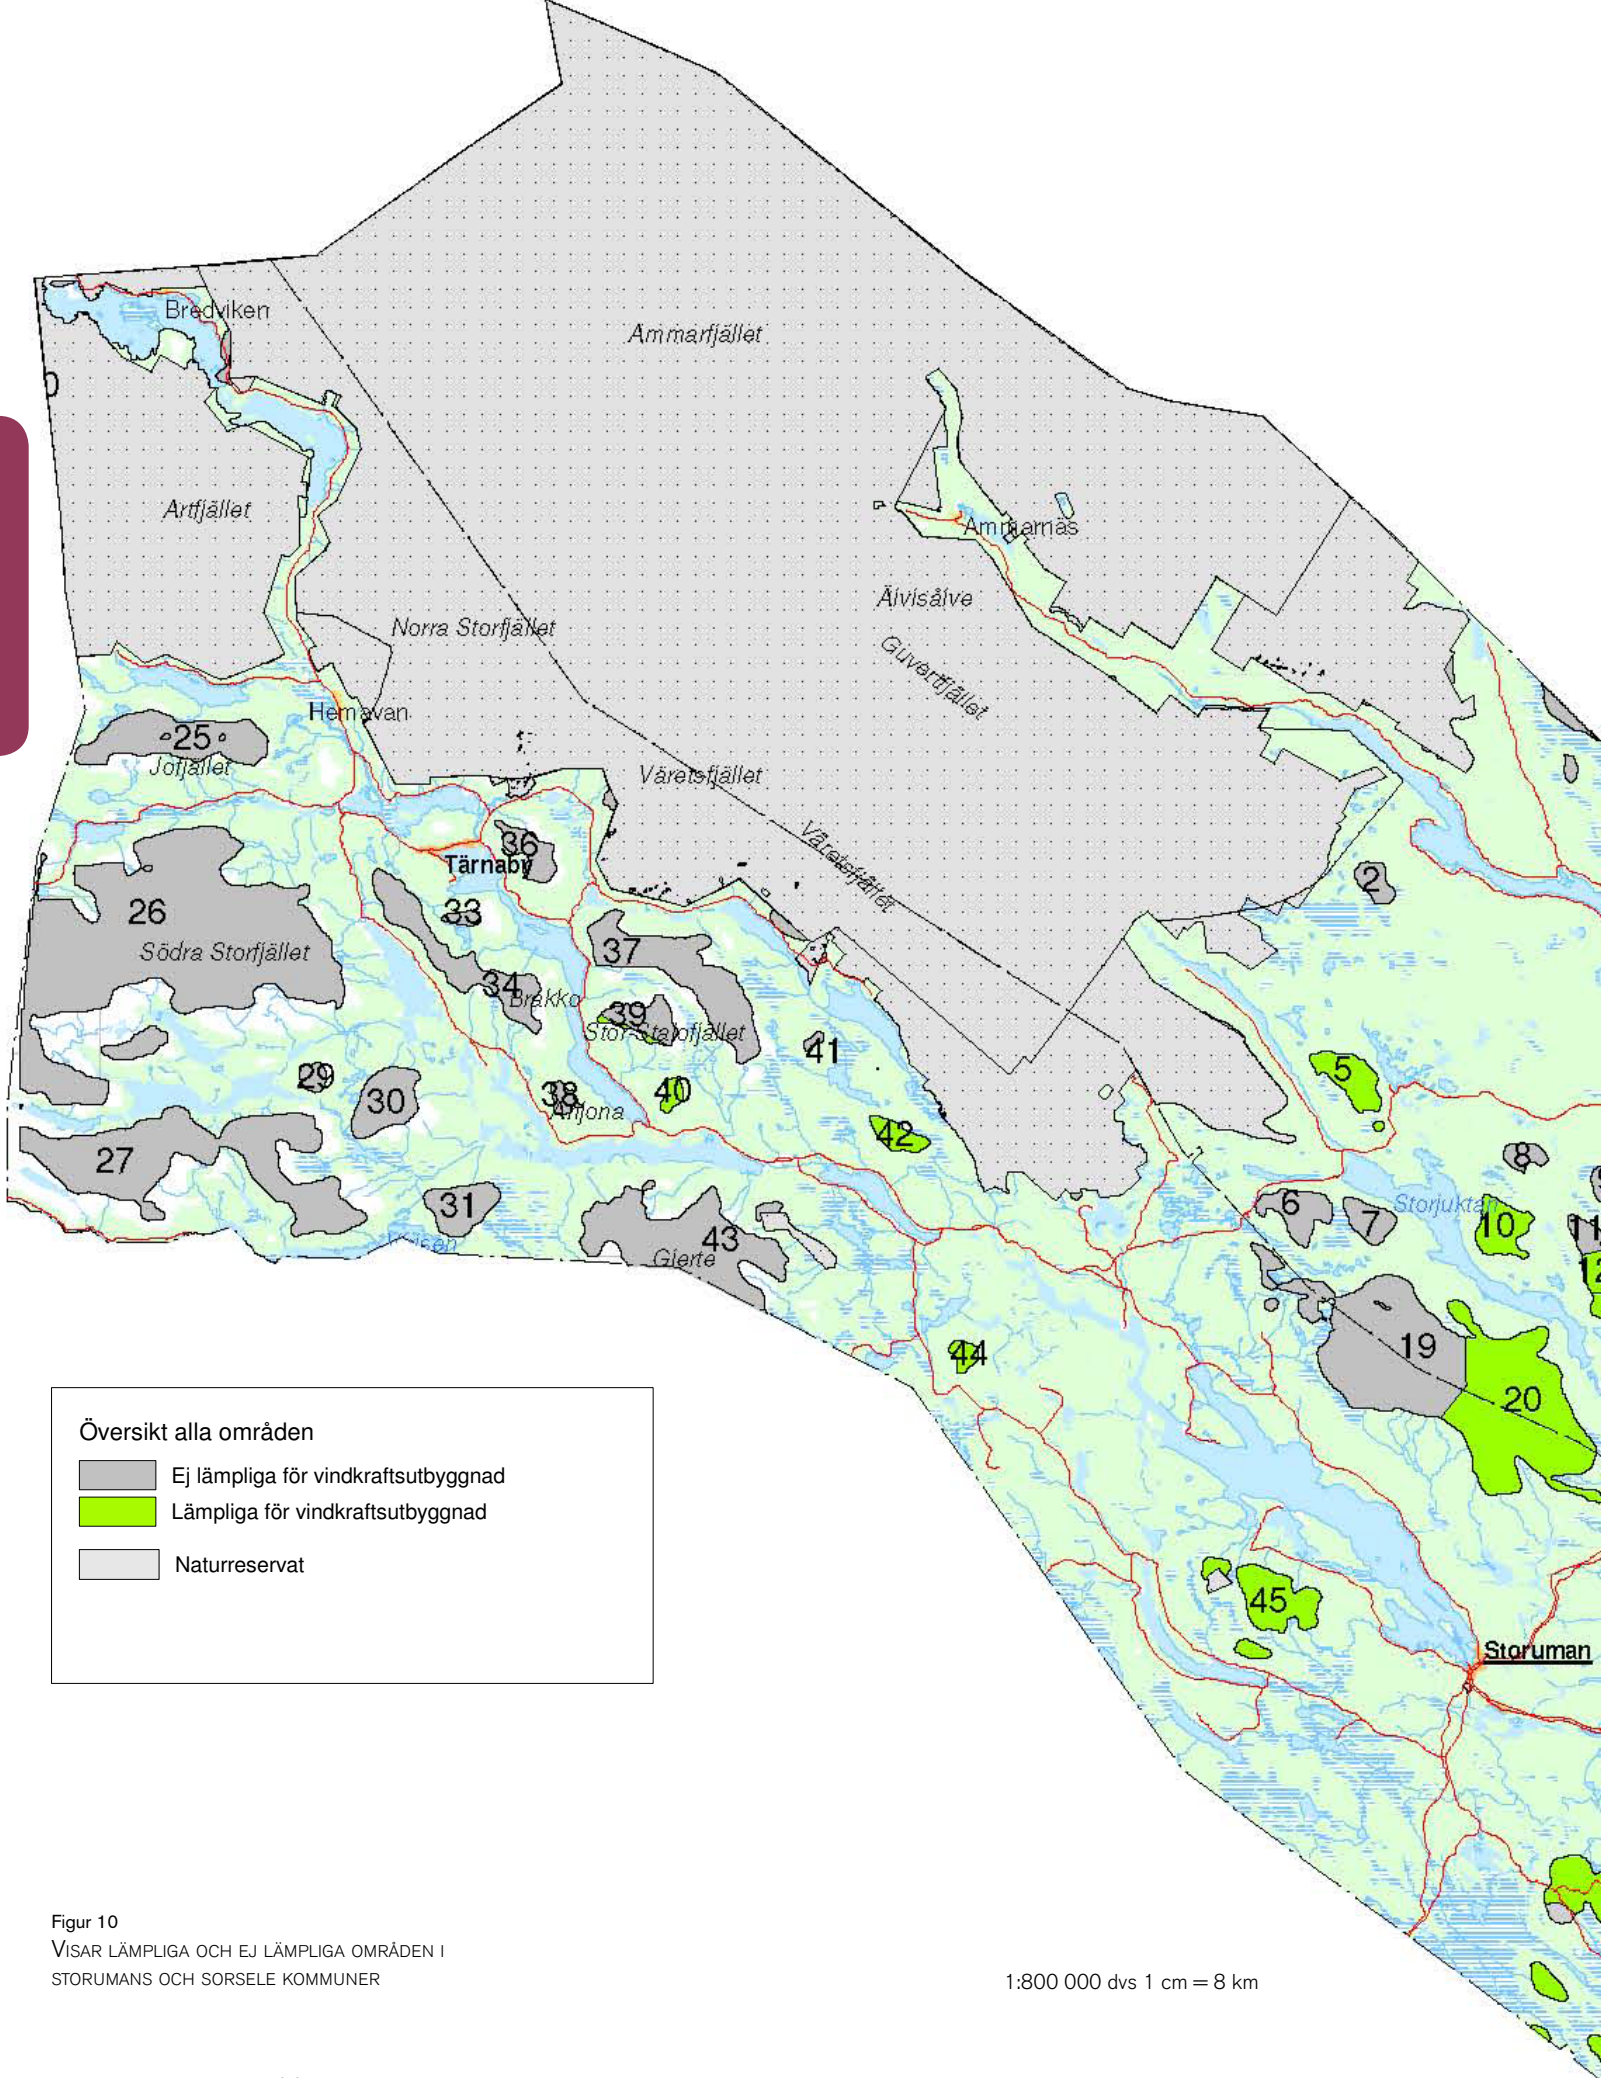 Bredviken
Ammarfjället
Artfjället
Ammarnäs
Älvisålve
Norra Storfjället
Guvertfjället
Hemavan
25
Jofjället
Väretsfjället
Väretsfjället
36
Tärnaby
2
26
33
Södra Storfjället
37
34
Bräkko
39
Stor-Stalofjället
41
5
29
30
38
40
Anjona
42
27
8
31
6
7
Storjuktan
10
11
43
Gierte
12
19
44
20
Översikt alla områden
Ej lämpliga för vindkraftsutbyggnad
Lämpliga för vindkraftsutbyggnad
Naturreservat
45
Storuman
Figur 10
VISAR LÄMPLIGA OCH EJ LÄMPLIGA OMRÅDEN I
STORUMANS OCH SORSELE KOMMUNER
1:800 000 dvs 1 cm = 8 km